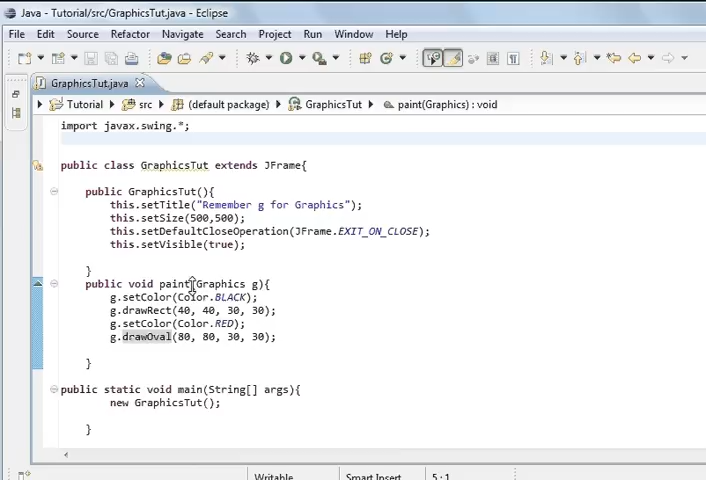 Java - Tutorial/src/GraphicsTut.java - Eclipse
File Edit Source Refactor Navigate Search Project Run Window Help
GraphicsTut.java
Tutorial src (default package) GraphicsTut paint(Graphics) : void
import javax.swing.*;
public class GraphicsTut extends JFrame{
public GraphicsTut(){
this.setTitle("Remember g for Graphics");
this.setSize(500,500);
this.setDefaultCloseOperation(JFrame.EXIT_ON_CLOSE);
this.setVisible(true);
}
public void paint(Graphics g){
g.setColor(Color.BLACK);
g.drawRect(40, 40, 30, 30);
g.setColor(Color.RED);
g.drawOval(80, 80, 30, 30);
}
public static void main(String[] args){
new GraphicsTut();
}
Writable Smart Insert 5 : 1